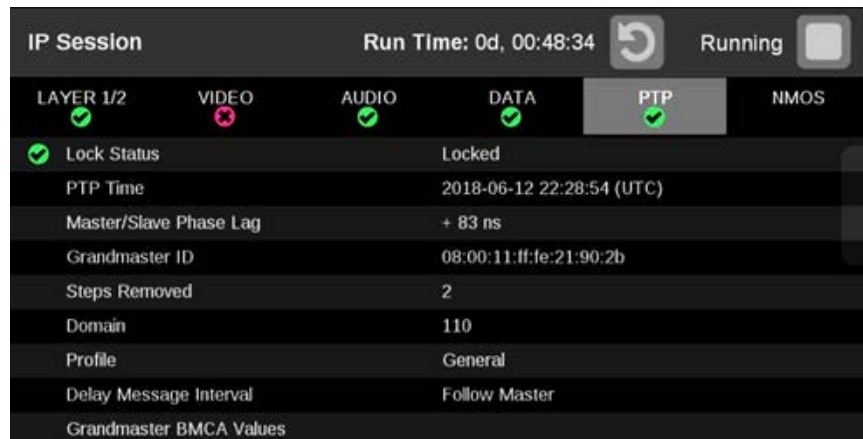 IP Session Run Time: 0d, 00:48:34 Running
LAYER 1/2 VIDEO AUDIO DATA PTP NMOS
Lock Status Locked
PTP Time 2018-06-12 22:28:54 (UTC)
Master/Slave Phase Lag + 83 ns
Grandmaster ID 08:00:11:ff:fe:21:90:2b
Steps Removed 2
Domain 110
Profile General
Delay Message Interval Follow Master
Grandmaster BMCA Values